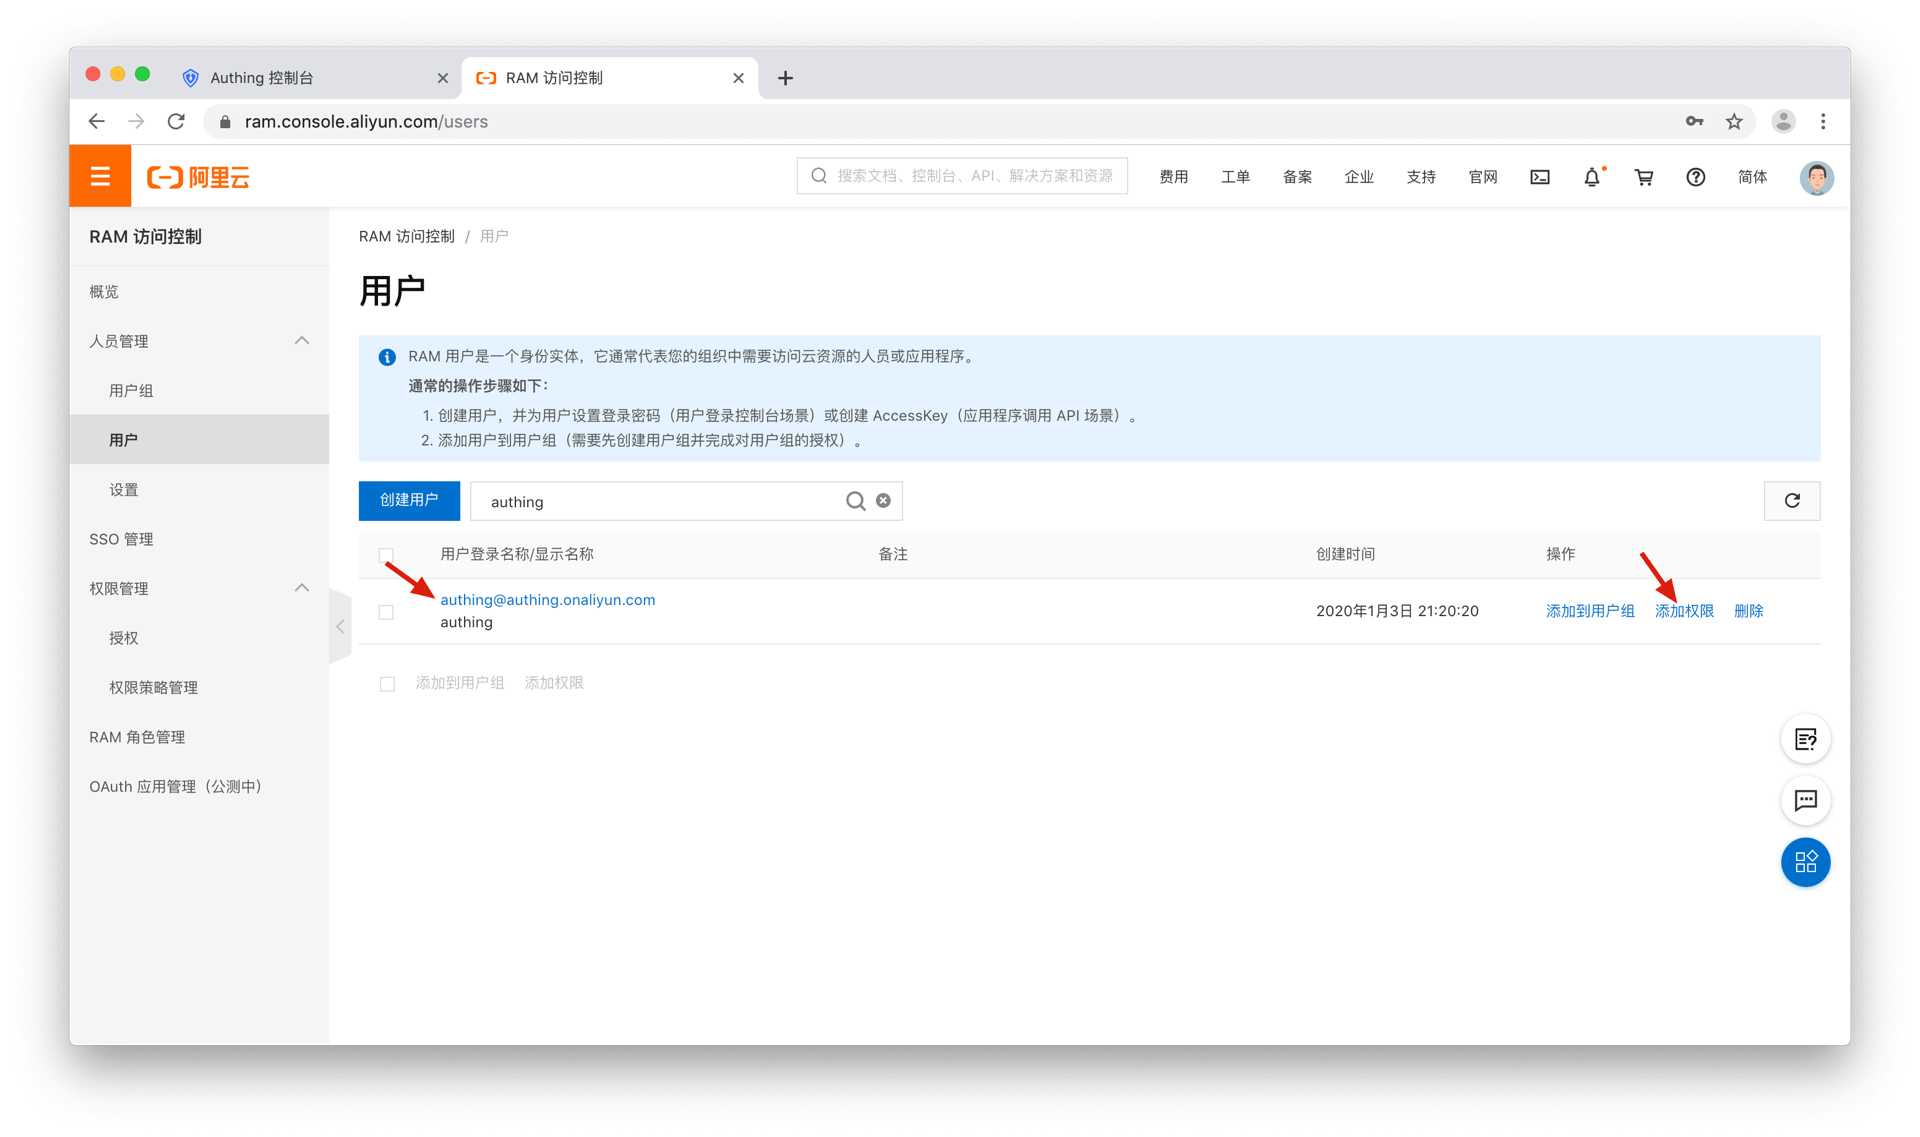 Authing 控制台
RAM 访问控制
ram.console.aliyun.com/users
阿里云
搜索文档、控制台、API、解决方案和资源
费用
工单
备案
企业
支持
官网
简体
RAM 访问控制
概览
人员管理
用户组
用户
设置
SSO 管理
权限管理
授权
权限策略管理
RAM 角色管理
OAuth 应用管理（公测中）
RAM 访问控制 / 用户
用户
RAM 用户是一个身份实体，它通常代表您的组织中需要访问云资源的人员或应用程序。
通常的操作步骤如下：
1. 创建用户，并为用户设置登录密码（用户登录控制台场景）或创建 AccessKey（应用程序调用 API 场景）。
2. 添加用户到用户组（需要先创建用户组并完成对用户组的授权）。
创建用户
authing
用户登录名称/显示名称 备注 创建时间 操作
authing@authing.onaliyun.com
authing
2020年1月3日 21:20:20
添加到用户组 添加权限 删除
添加到用户组 添加权限